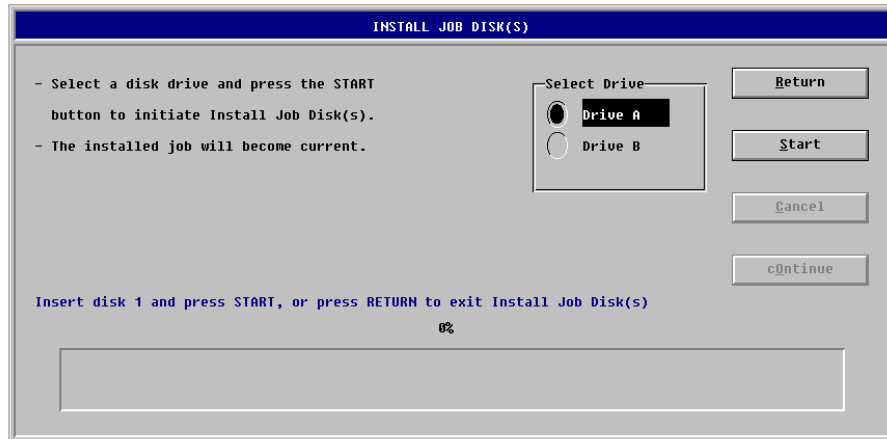 INSTALL JOB DISK(S)
- Select a disk drive and press the START
button to initiate Install Job Disk(s).
- The installed job will become current.
Select Drive
Drive A
Drive B
Return
Start
Cancel
cOntinue
Insert disk 1 and press START, or press RETURN to exit Install Job Disk(s)
0%